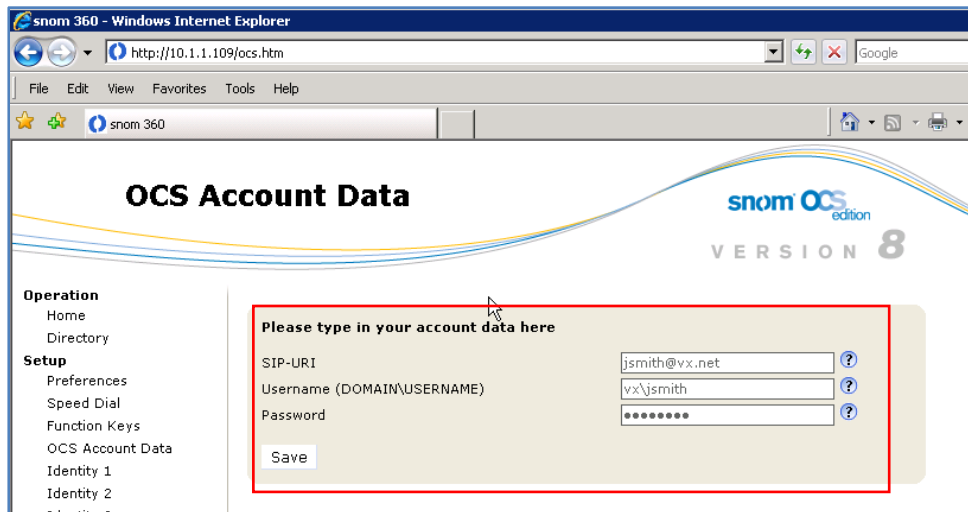 snom 360 - Windows Internet Explorer
http://10.1.1.109/ocs.htm
Google
File Edit View Favorites Tools Help
snom 360
OCS Account Data
snom OCS
edition
VERSION 8
Operation
Home
Directory
Setup
Preferences
Speed Dial
Function Keys
OCS Account Data
Identity 1
Identity 2
Please type in your account data here
SIP-URI jsmith@vx.net ?
Username (DOMAIN\USERNAME) vx\jsmith ?
Password ●●●●●●●● ?
Save